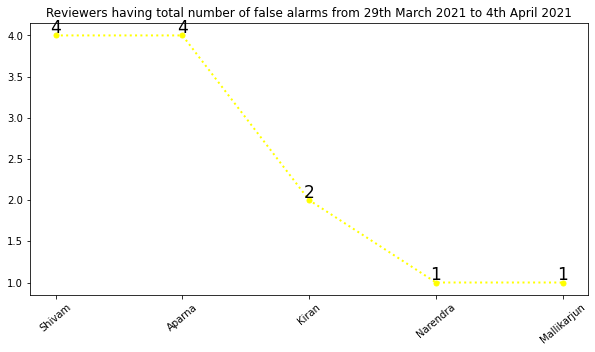 Reviewers having total number of false alarms from 29th March 2021 to 4th April 2021
4.0
3.5
3.0
2.5
2.0
1.5
1.0
4
4
2
1
1
Shivam
Aparna
Kiran
Narendra
Mallikarjun